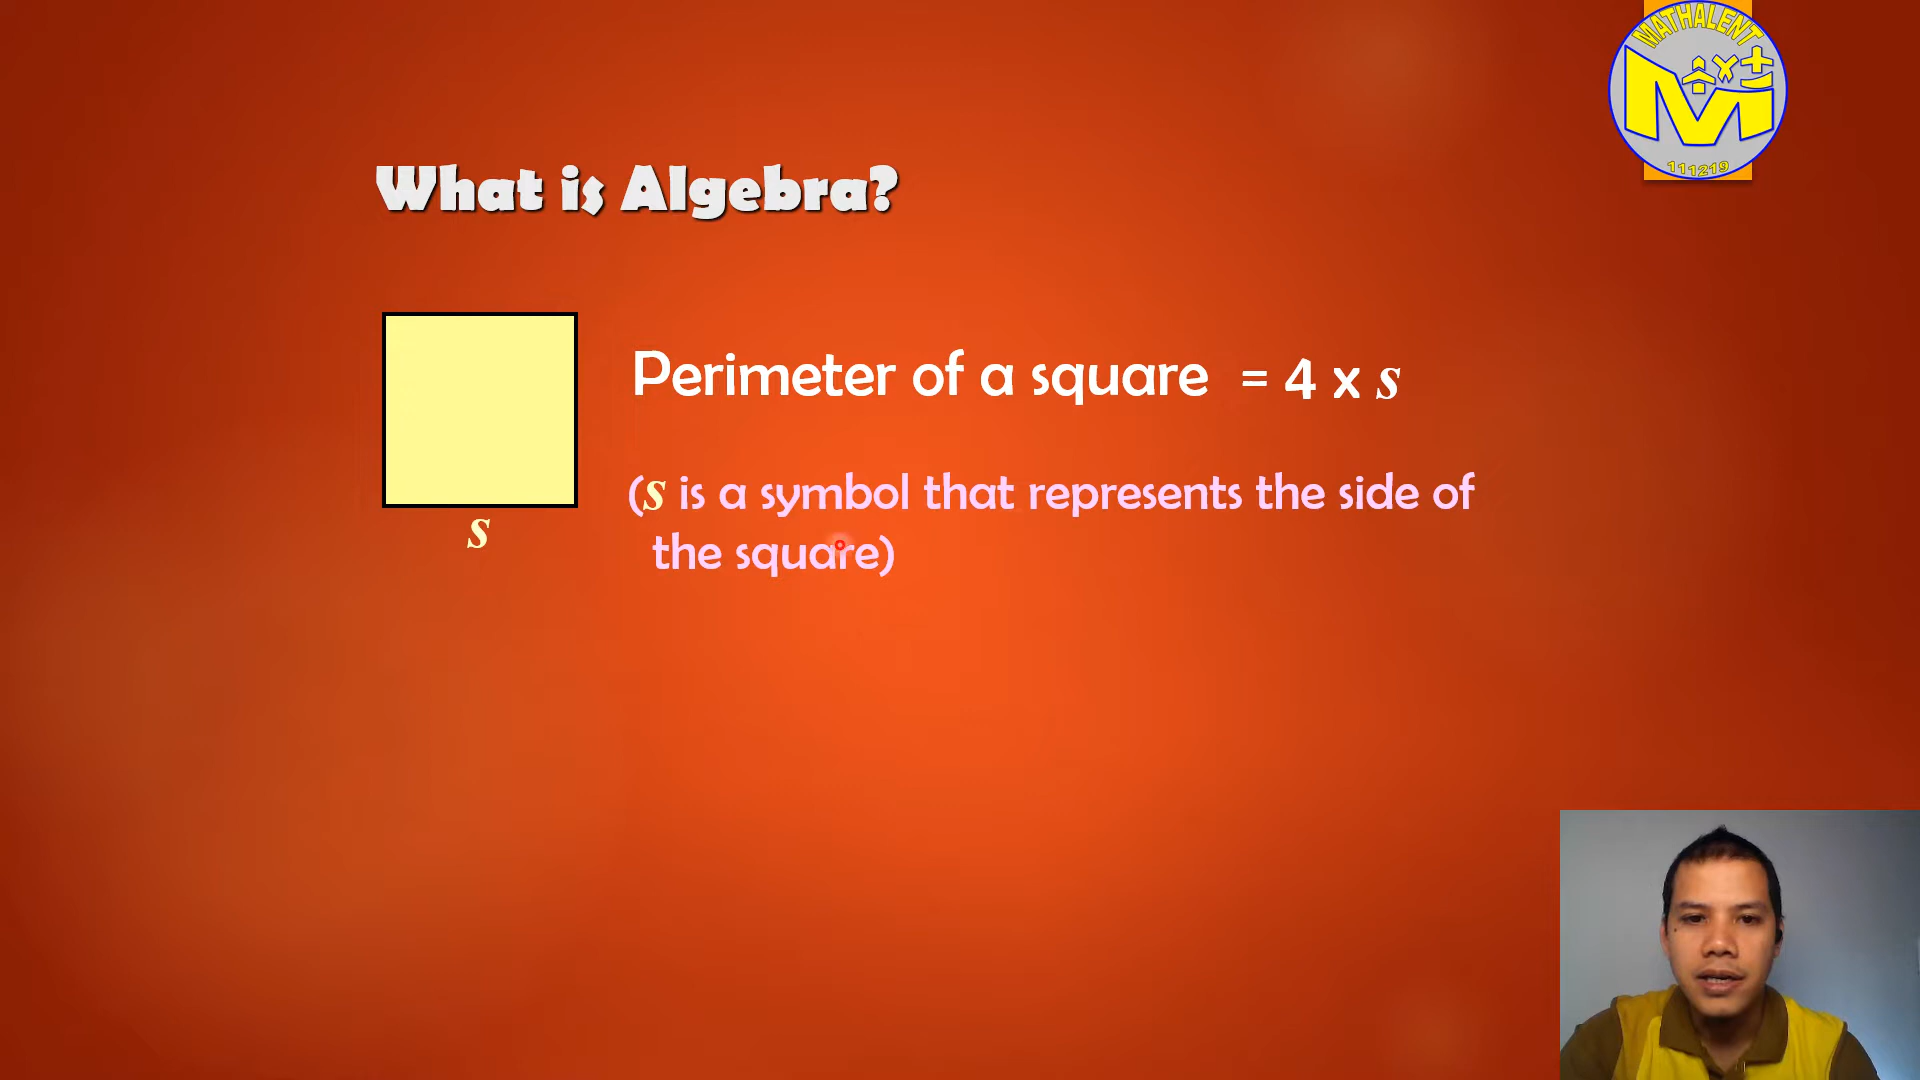 MATHALENT
M
111219
What is Algebra?
Perimeter of a square = 4 x s
(s is a symbol that represents the side of
the square)
s